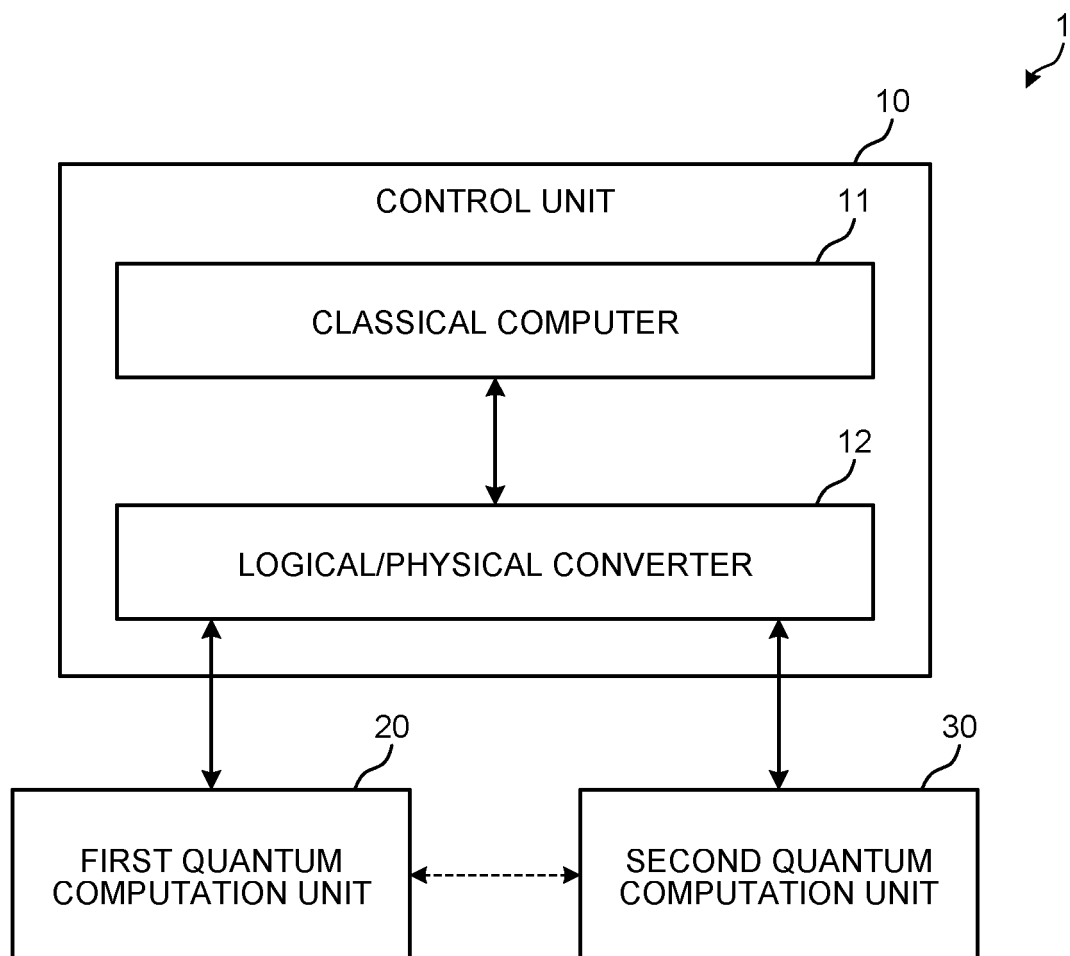 1
10
CONTROL UNIT
11
CLASSICAL COMPUTER
12
LOGICAL/PHYSICAL CONVERTER
20
FIRST QUANTUM
COMPUTATION UNIT
30
SECOND QUANTUM
COMPUTATION UNIT